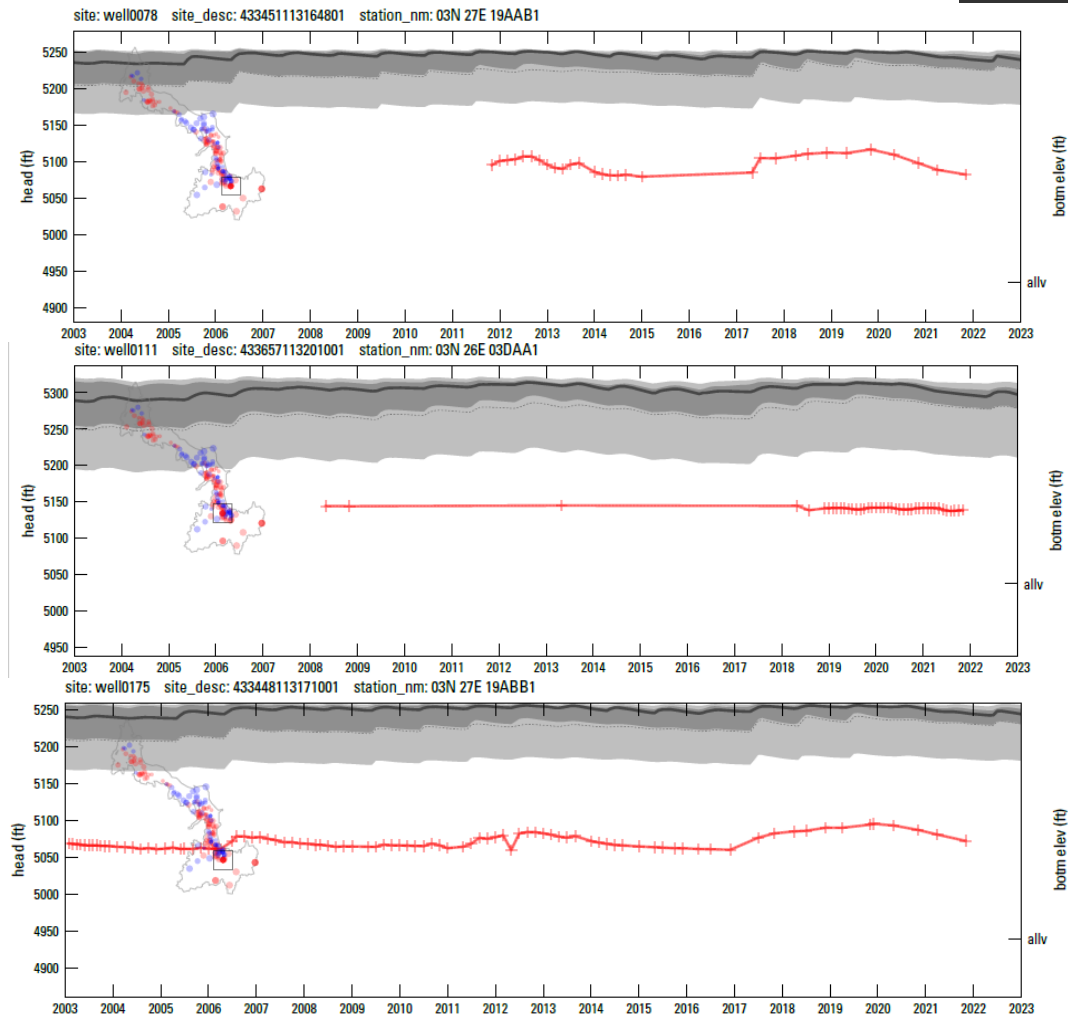 site: well0078 site_desc: 433451113164801 station_nm: 03N 27E 19AAB1
5250
5200
5150
5100
5050
5000
4950
4900
head (ft)
botm elev (ft)
allv
2003 2004 2005 2006 2007 2008 2009 2010 2011 2012 2013 2014 2015 2016 2017 2018 2019 2020 2021 2022 2023
site: well0111 site_desc: 433657113201001 station_nm: 03N 26E 03DAA1
5300
5250
5200
5150
5100
5050
5000
4950
head (ft)
botm elev (ft)
allv
2003 2004 2005 2006 2007 2008 2009 2010 2011 2012 2013 2014 2015 2016 2017 2018 2019 2020 2021 2022 2023
site: well0175 site_desc: 433448113171001 station_nm: 03N 27E 19ABB1
5250
5200
5150
5100
5050
5000
4950
4900
head (ft)
botm elev (ft)
allv
2003 2004 2005 2006 2007 2008 2009 2010 2011 2012 2013 2014 2015 2016 2017 2018 2019 2020 2021 2022 2023